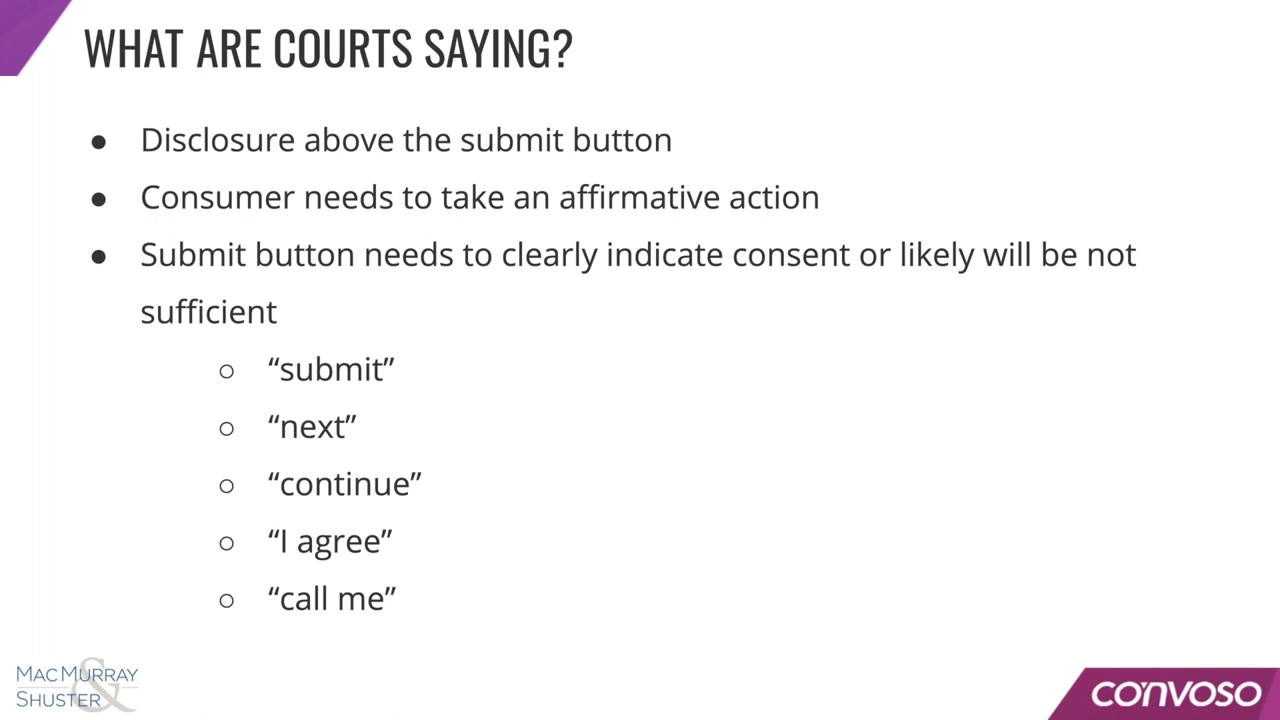 WHAT ARE COURTS SAYING?
● Disclosure above the submit button
● Consumer needs to take an affirmative action
● Submit button needs to clearly indicate consent or likely will be not
sufficient
○ “submit”
○ “next”
○ “continue”
○ “I agree”
○ “call me”
MACMURRAY
&
SHUSTER
CONVOSO